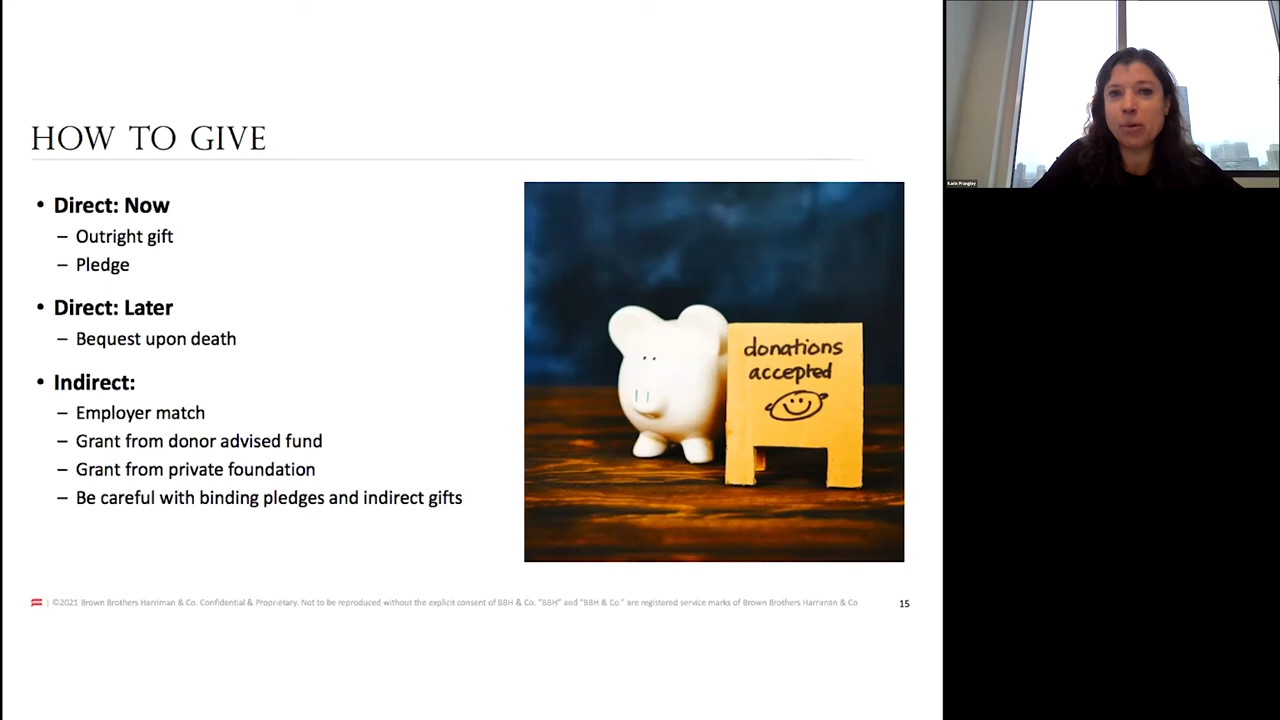 HOW TO GIVE
• Direct: Now
– Outright gift
– Pledge
• Direct: Later
– Bequest upon death
• Indirect:
– Employer match
– Grant from donor advised fund
– Grant from private foundation
– Be careful with binding pledges and indirect gifts
donations
accepted
©2021 Brown Brothers Harriman & Co. Confidential & Proprietary. Not to be reproduced without the explicit consent of BBH & Co. "BBH" and "BBH & Co." are registered service marks of Brown Brothers Harriman & Co
15
Karin Prangley